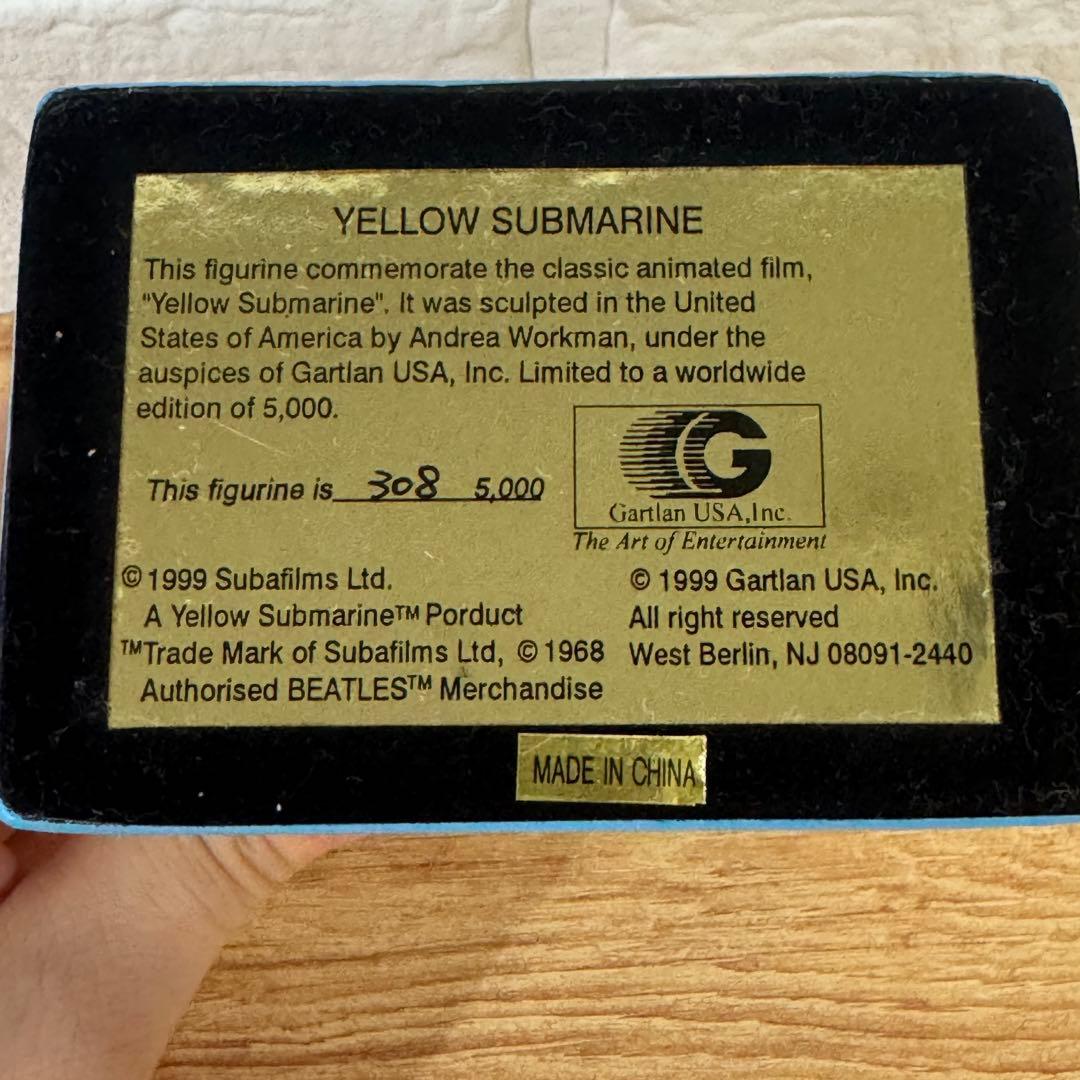 YELLOW SUBMARINE
This figurine commemorate the classic animated film,
"Yellow Submarine". It was sculpted in the United
States of America by Andrea Workman, under the
auspices of Gartlan USA, Inc. Limited to a worldwide
edition of 5,000.
This figurine is 308 5,000
G
Gartlan USA,Inc.
The Art of Entertainment
© 1999 Subafilms Ltd.
A Yellow Submarine™ Porduct
™Trade Mark of Subafilms Ltd, © 1968
Authorised BEATLES™ Merchandise
© 1999 Gartlan USA, Inc.
All right reserved
West Berlin, NJ 08091-2440
MADE IN CHINA